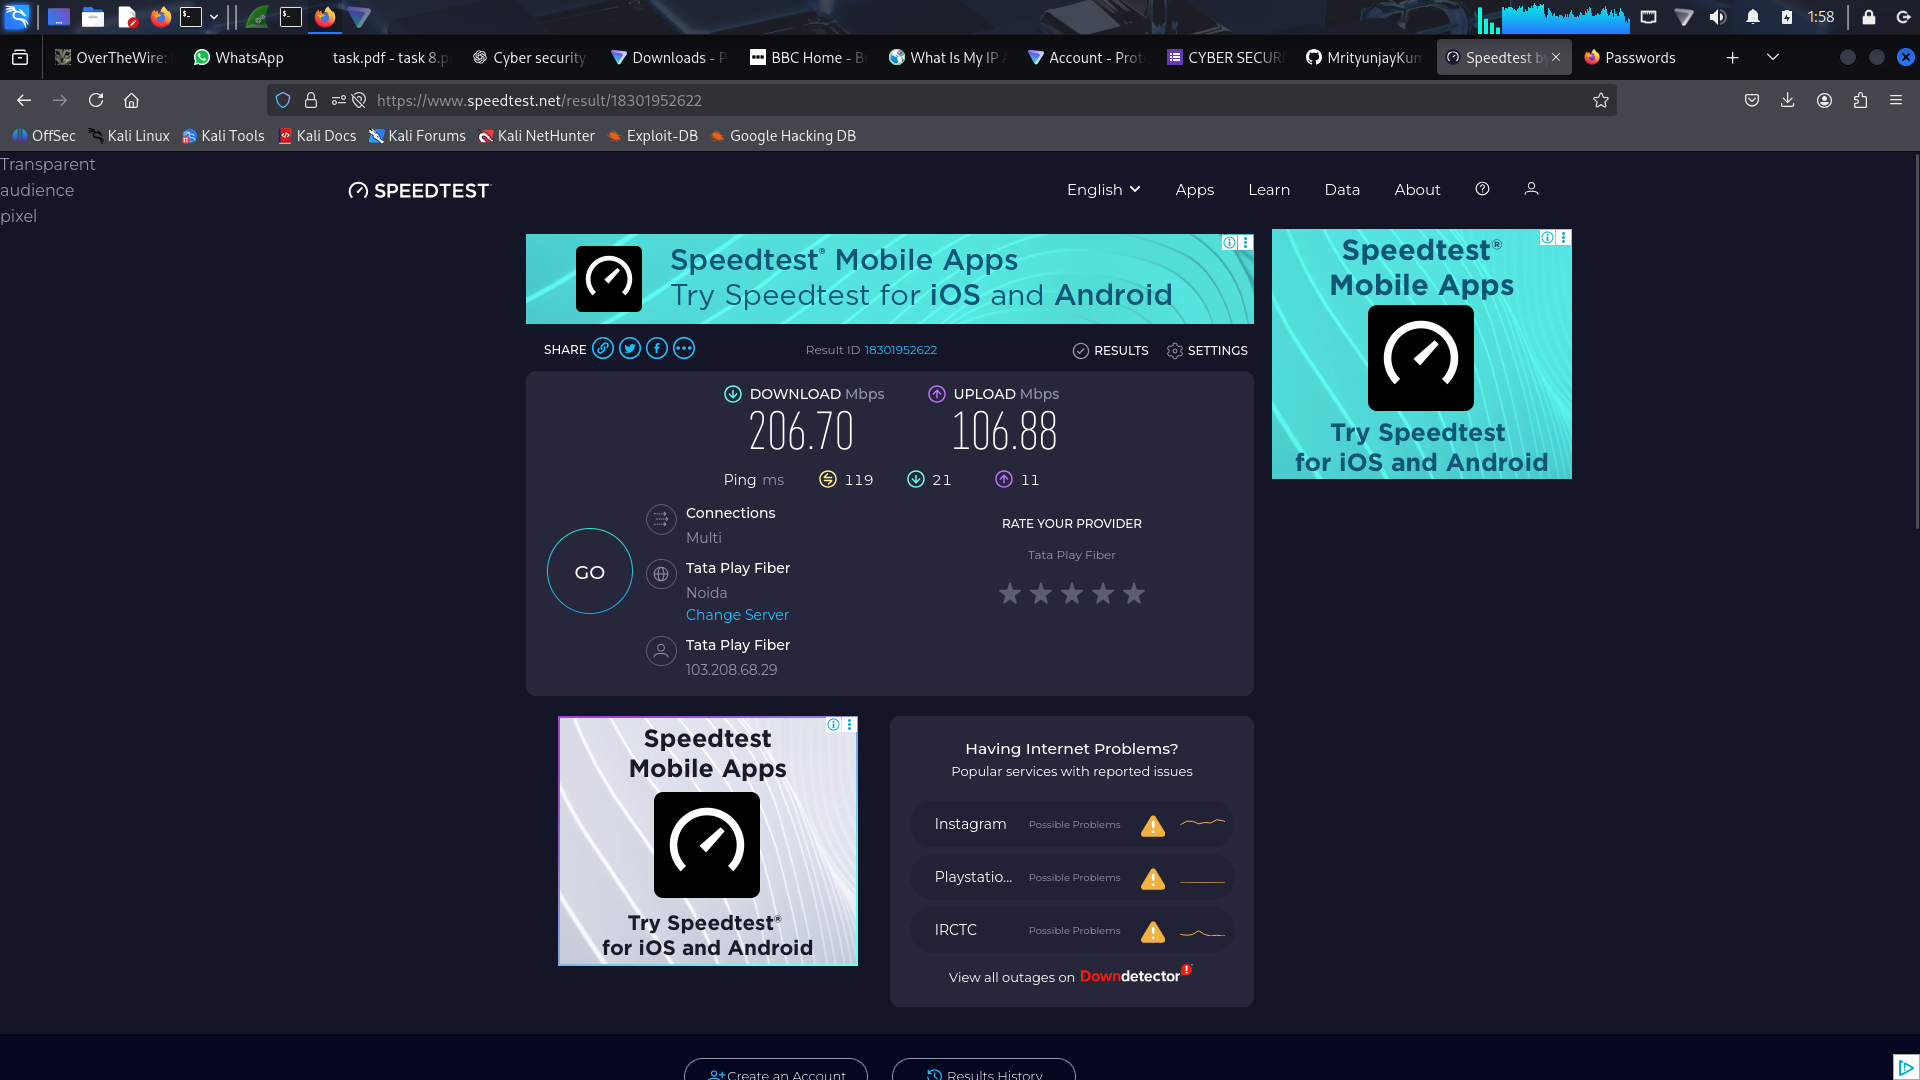 1:58
OverTheWire:
WhatsApp
task.pdf - task 8.p
Cyber security
Downloads - P
BBC Home - B
What Is My IP
Account - Prot
CYBER SECUR
MrityunjayKum
Speedtest by
Passwords
https://www.speedtest.net/result/18301952622
OffSec
Kali Linux
Kali Tools
Kali Docs
Kali Forums
Kali NetHunter
Exploit-DB
Google Hacking DB
Transparent
audience
pixel
SPEEDTEST
English
Apps
Learn
Data
About
Speedtest® Mobile Apps
Try Speedtest for iOS and Android
Speedtest®
Mobile Apps
Try Speedtest
for iOS and Android
SHARE
Result ID 18301952622
RESULTS
SETTINGS
DOWNLOAD Mbps
206.70
UPLOAD Mbps
106.88
Ping ms 119 21 11
GO
Connections
Multi
Tata Play Fiber
Noida
Change Server
Tata Play Fiber
103.208.68.29
RATE YOUR PROVIDER
Tata Play Fiber
Speedtest
Mobile Apps
Try Speedtest®
for iOS and Android
Having Internet Problems?
Popular services with reported issues
Instagram Possible Problems
Playstatio... Possible Problems
IRCTC Possible Problems
View all outages on Downdetector
Create an Account
Results History